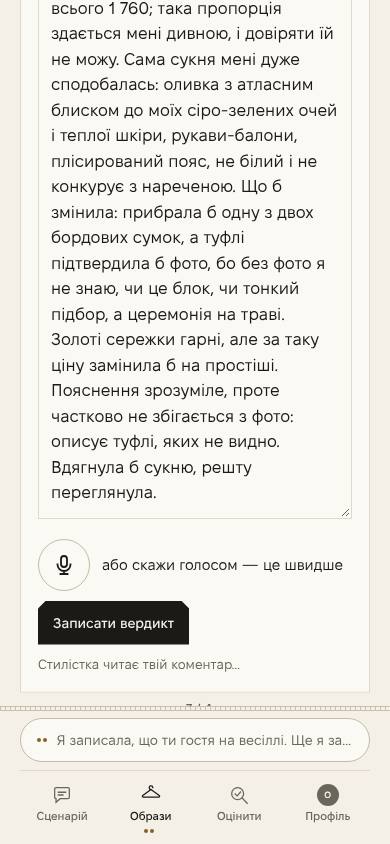 всього 1 760; така пропорція
здається мені дивною, і довіряти їй
не можу. Сама сукня мені дуже
сподобалась: оливка з атласним
блиском до моїх сіро-зелених очей
і теплої шкіри, рукави-балони,
плісирований пояс, не білий і не
конкурує з нареченою. Що б
змінила: прибрала б одну з двох
бордових сумок, а туфлі
підтвердила б фото, бо без фото я
не знаю, чи це блок, чи тонкий
підбор, а церемонія на траві.
Золоті сережки гарні, але за таку
ціну замінила б на простіші.
Пояснення зрозуміле, проте
частково не збігається з фото:
описує туфлі, яких не видно.
Вдягнула б сукню, решту
переглянула.
або скажи голосом — це швидше
Записати вердикт
Стилістка читає твій коментар...
Я записала, що ти гостя на весіллі. Ще я за...
Сценарій
Образи
Оцінити
О
Профіль